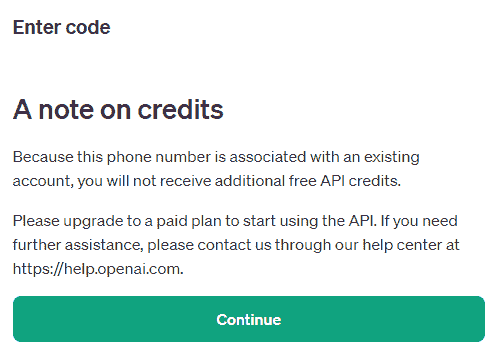 Enter code
A note on credits
Because this phone number is associated with an existing
account, you will not receive additional free API credits.
Please upgrade to a paid plan to start using the API. If you need
further assistance, please contact us through our help center at
https://help.openai.com.
Continue